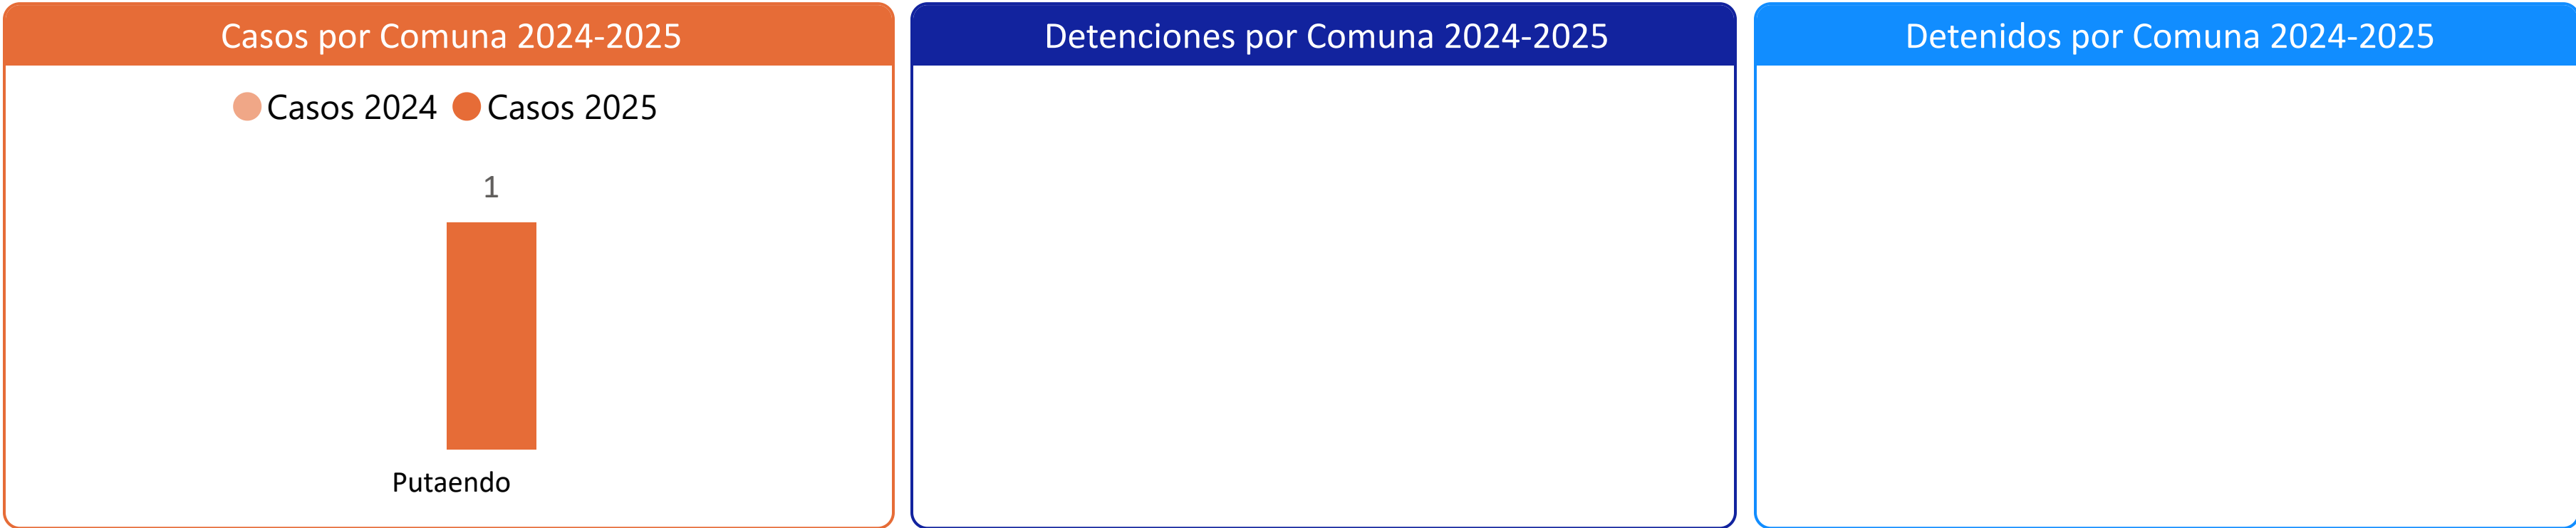 Casos por Comuna 2024-2025
Casos 2024 Casos 2025
1
Putaendo
Detenciones por Comuna 2024-2025
Detenidos por Comuna 2024-2025